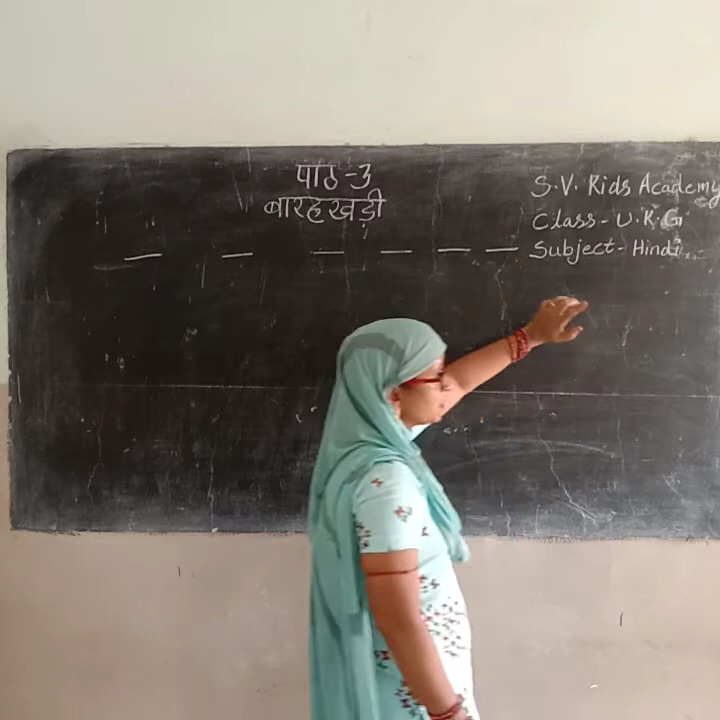 पाठ-3
बारहखड़ी
S.V. Kids Academy
Class- U.K.G
Subject- Hindi